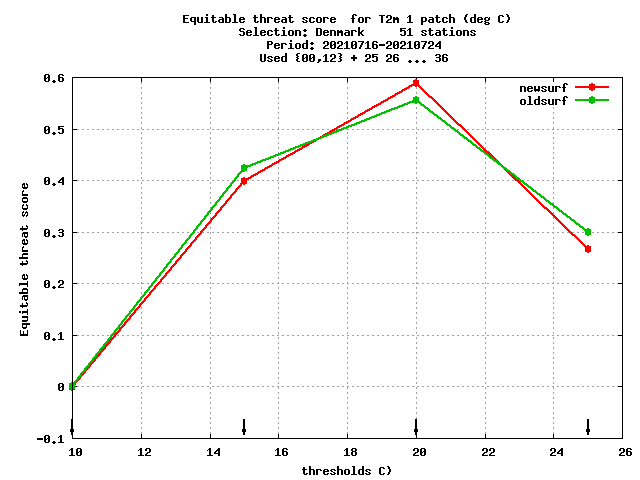 Equitable threat score  for T2m 1 patch (deg C)
Selection: Denmark     51 stations
Period: 20210716-20210724
Used {00,12} + 25 26 ... 36
newsurf
oldsurf
0.6
0.5
0.4
0.3
0.2
0.1
0
-0.1
Equitable threat score
10 12 14 16 18 20 22 24 26
thresholds C)